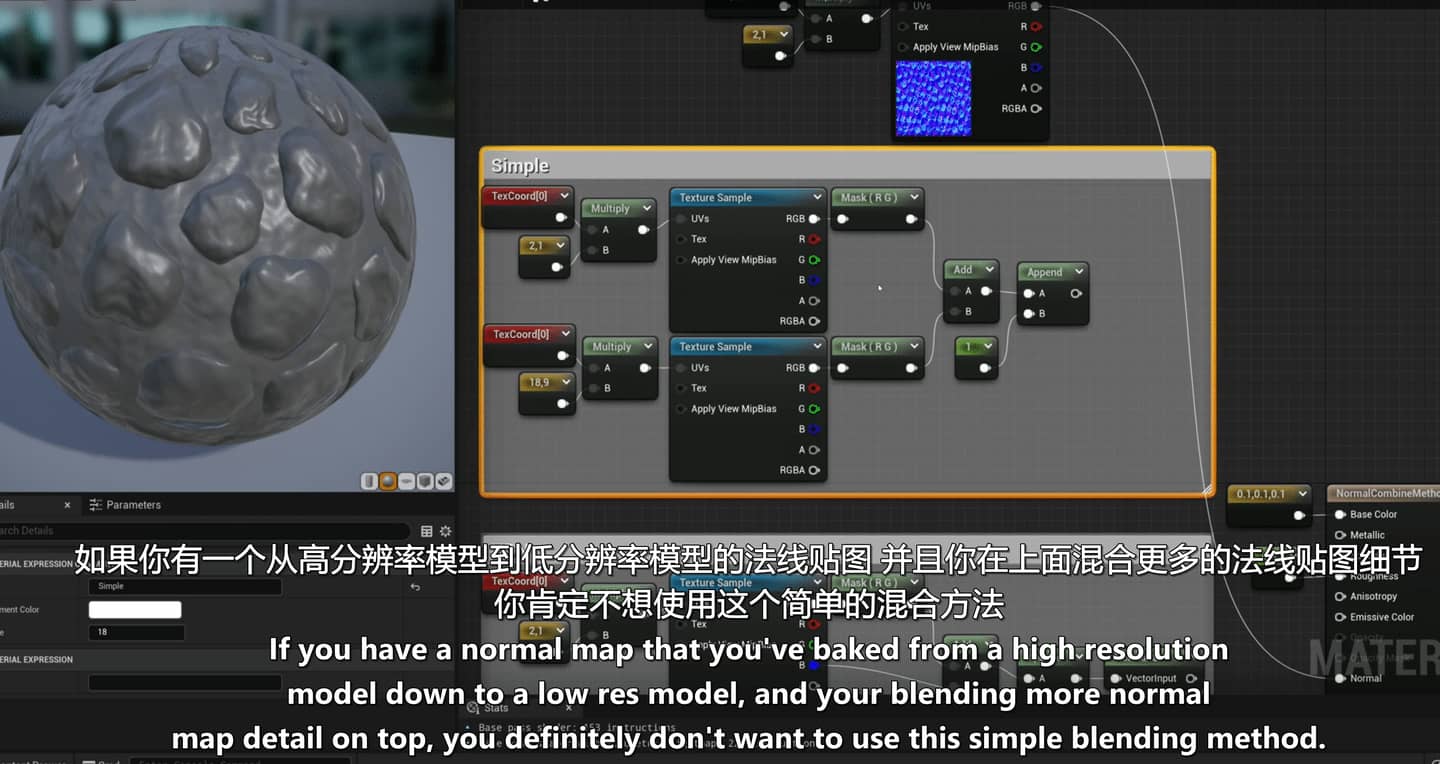 UVs RGB
2,1 A Tex R
B Apply View MipBias G
B
A
RGBA
Simple
TexCoord[0] Multiply Texture Sample Mask ( R G )
A UVs RGB
2,1 B Tex R
Apply View MipBias G
B
A
RGBA
Add Append
A A
B B
TexCoord[0] Multiply Texture Sample Mask ( R G ) 1
A UVs RGB
18,9 B Tex R
Apply View MipBias G
B
A
RGBA
Parameters
0.1,0.1,0.1
Base Color
Metallic
Roughness
Anisotropy
Emissive Color
Normal
ERIAL EXPRESSION
Simple
ment Color
18
ERIAL EXPRESSION
TexCoord[0] Texture Sample Mask ( R G )
2,1 B Tex R
B A A VectorInput
Stats
MATER
如果你有一个从高分辨率模型到低分辨率模型的法线贴图 并且你在上面混合更多的法线贴图细节
你肯定不想使用这个简单的混合方法
If you have a normal map that you've baked from a high resolution
model down to a low res model, and your blending more normal
map detail on top, you definitely don't want to use this simple blending method.